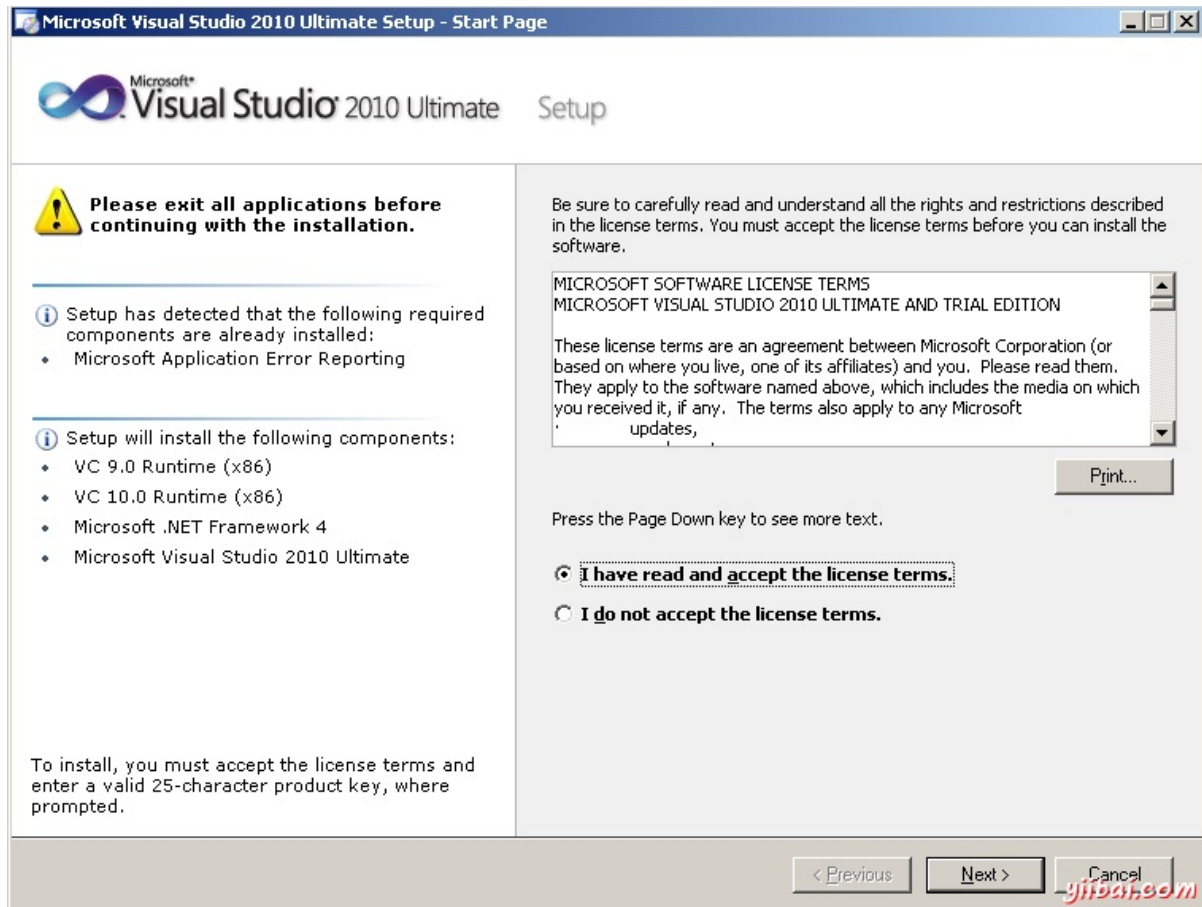 Microsoft Visual Studio 2010 Ultimate Setup - Start Page
Microsoft®
Visual Studio® 2010 Ultimate Setup
Please exit all applications before
continuing with the installation.
Setup has detected that the following required
components are already installed:
• Microsoft Application Error Reporting
Setup will install the following components:
• VC 9.0 Runtime (x86)
• VC 10.0 Runtime (x86)
• Microsoft .NET Framework 4
• Microsoft Visual Studio 2010 Ultimate
To install, you must accept the license terms and
enter a valid 25-character product key, where
prompted.
Be sure to carefully read and understand all the rights and restrictions described
in the license terms. You must accept the license terms before you can install the
software.
MICROSOFT SOFTWARE LICENSE TERMS
MICROSOFT VISUAL STUDIO 2010 ULTIMATE AND TRIAL EDITION
These license terms are an agreement between Microsoft Corporation (or
based on where you live, one of its affiliates) and you. Please read them.
They apply to the software named above, which includes the media on which
you received it, if any. The terms also apply to any Microsoft
· updates,
Print...
Press the Page Down key to see more text.
I have read and accept the license terms.
I do not accept the license terms.
< Previous
Next >
Cancel
yiibai.com